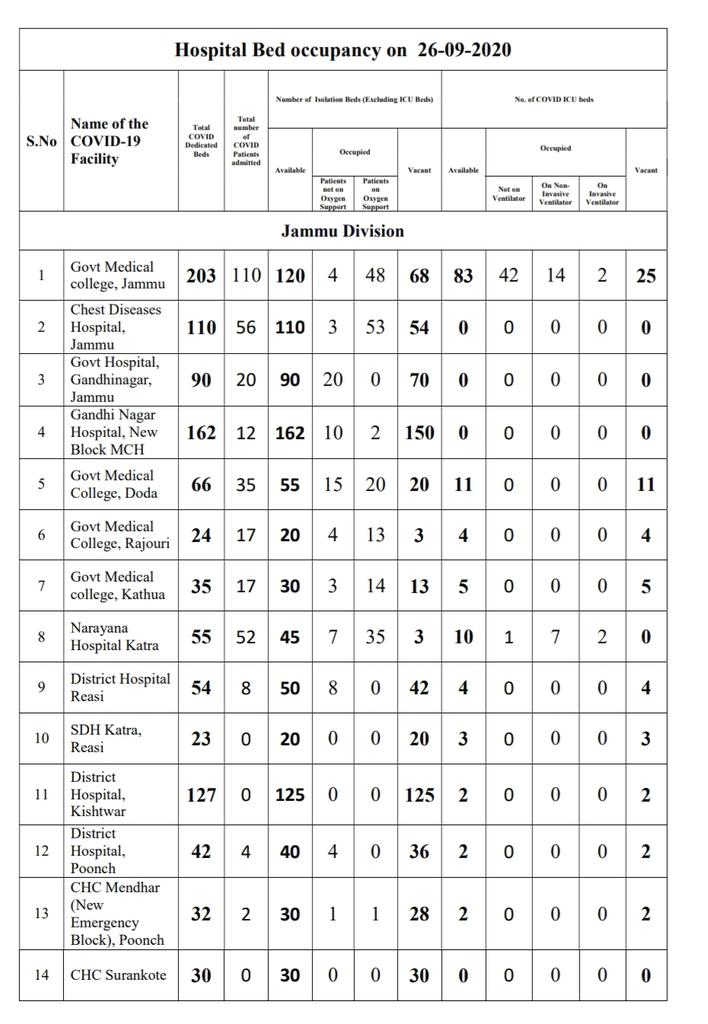 Hospital Bed occupancy on 26-09-2020
S.No
Name of the
COVID-19
Facility
Total
COVID
Dedicated
Beds
Total
number
of
COVID
Patients
admitted
Number of Isolation Beds (Excluding ICU Beds)
No. of COVID ICU beds
Available
Occupied
Vacant
Available
Occupied
Vacant
Patients
not on
Oxygen
Support
Patients
on
Oxygen
Support
Not on
Ventilator
On Non-
Invasive
Ventilator
On
Invasive
Ventilator
Jammu Division
1 Govt Medical
college, Jammu 203 110 120 4 48 68 83 42 14 2 25
2 Chest Diseases
Hospital,
Jammu 110 56 110 3 53 54 0 0 0 0 0
3 Govt Hospital,
Gandhinagar,
Jammu 90 20 90 20 0 70 0 0 0 0 0
4 Gandhi Nagar
Hospital, New
Block MCH 162 12 162 10 2 150 0 0 0 0 0
5 Govt Medical
College, Doda 66 35 55 15 20 20 11 0 0 0 11
6 Govt Medical
College, Rajouri 24 17 20 4 13 3 4 0 0 0 4
7 Govt Medical
college, Kathua 35 17 30 3 14 13 5 0 0 0 5
8 Narayana
Hospital Katra 55 52 45 7 35 3 10 1 7 2 0
9 District Hospital
Reasi 54 8 50 8 0 42 4 0 0 0 4
10 SDH Katra,
Reasi 23 0 20 0 0 20 3 0 0 0 3
11 District
Hospital,
Kishtwar 127 0 125 0 0 125 2 0 0 0 2
12 District
Hospital,
Poonch 42 4 40 4 0 36 2 0 0 0 2
13 CHC Mendhar
(New
Emergency
Block), Poonch 32 2 30 1 1 28 2 0 0 0 2
14 CHC Surankote 30 0 30 0 0 30 0 0 0 0 0